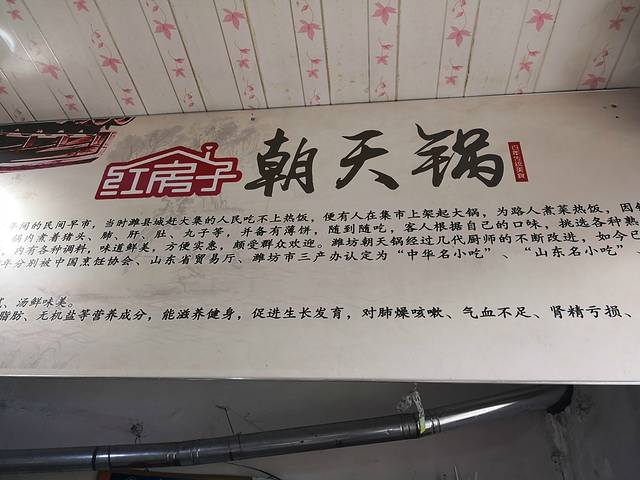 红房子 朝天锅 百年传统美食
年间的民间早市，当时潍县城赶大集的人民吃不上热饭，便有人在集市上架起大锅，为路人煮菜热饭，因
锅内煮着猪头、肺、肝、肚、丸子等，并备有薄饼，随到随吃，客人根据自己的口味，挑选各种熟
内有各种调料，味道鲜美，方便实惠，颇受群众欢迎。潍坊朝天锅经过几代厨师的不断改进，如今已
年分别被中国烹饪协会、山东省贸易厅、潍坊市三产办认定为“中华名小吃”、“山东名小吃”、
、汤鲜味美。
脂肪、无机盐等营养成分，能滋养健身，促进生长发育，对肺燥咳嗽、气血不足、肾精亏损、